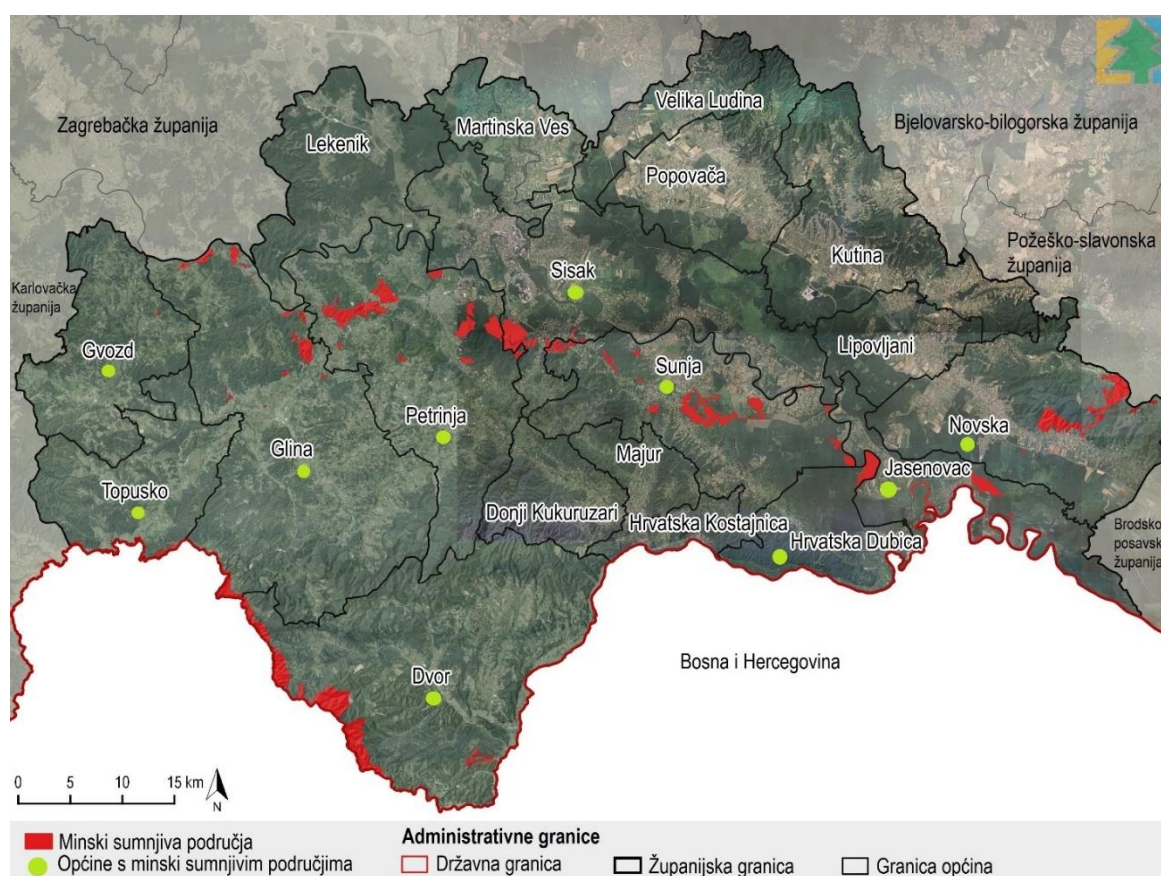 Zagrebačka županija
Lekenik
Martinska Ves
Velika Ludina
Bjelovarsko-bilogorska županija
Popovača
Požeško-slavonska
županija
Kutina
Sisak
Karlovačka
županija
Gvozd
Lipovljani
Sunja
Petrinja
Novska
Glina
Majur
Jasenovac
Topusko
Donji Kukuruzari
Hrvatska Kostajnica
Hrvatska Dubica
Brodsko
posavsk
županija
Bosna i Hercegovina
Dvor
0 5 10 15 km
N
Minski sumnjiva područja
Općine s minski sumnjivim područjima
Administrativne granice
Državna granica
Županijska granica
Granica općina